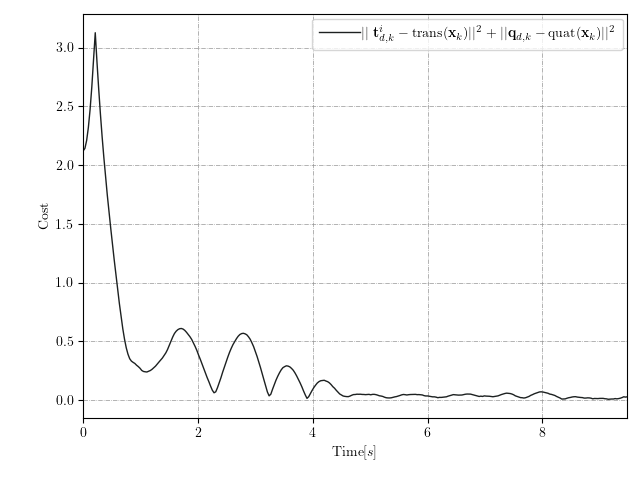 || t^i_{d,k} − trans(x_k)||^2 + ||q_{d,k} − quat(x_k)||^2
3.0
2.5
2.0
1.5
1.0
0.5
0.0
Cost
0 2 4 6 8
Time[s]